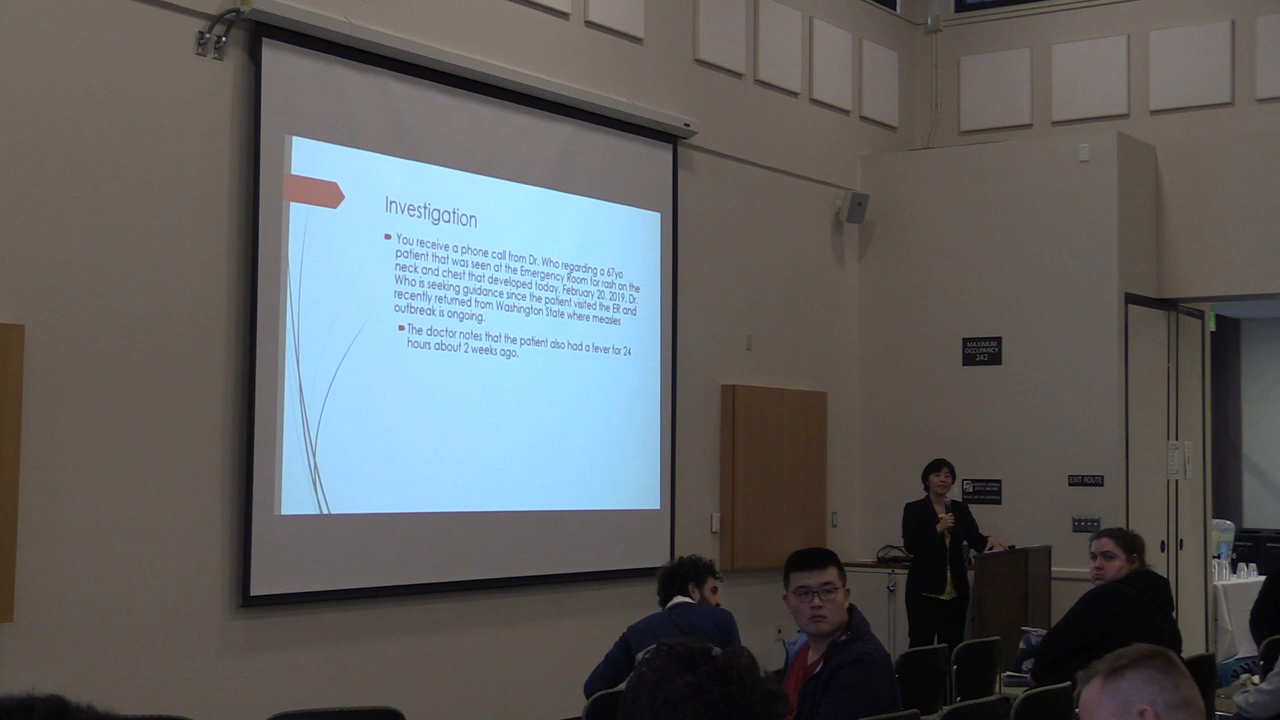 Investigation
You receive a phone call from Dr. Who regarding a 67yo
patient that was seen at the Emergency Room for rash on the
neck and chest that developed today, February 20, 2019. Dr.
Who is seeking guidance since the patient visited the ER and
recently returned from Washington State where measles
outbreak is ongoing.
The doctor notes that the patient also had a fever for 24
hours about 2 weeks ago.
MAXIMUM
OCCUPANCY
242
EXIT ROUTE